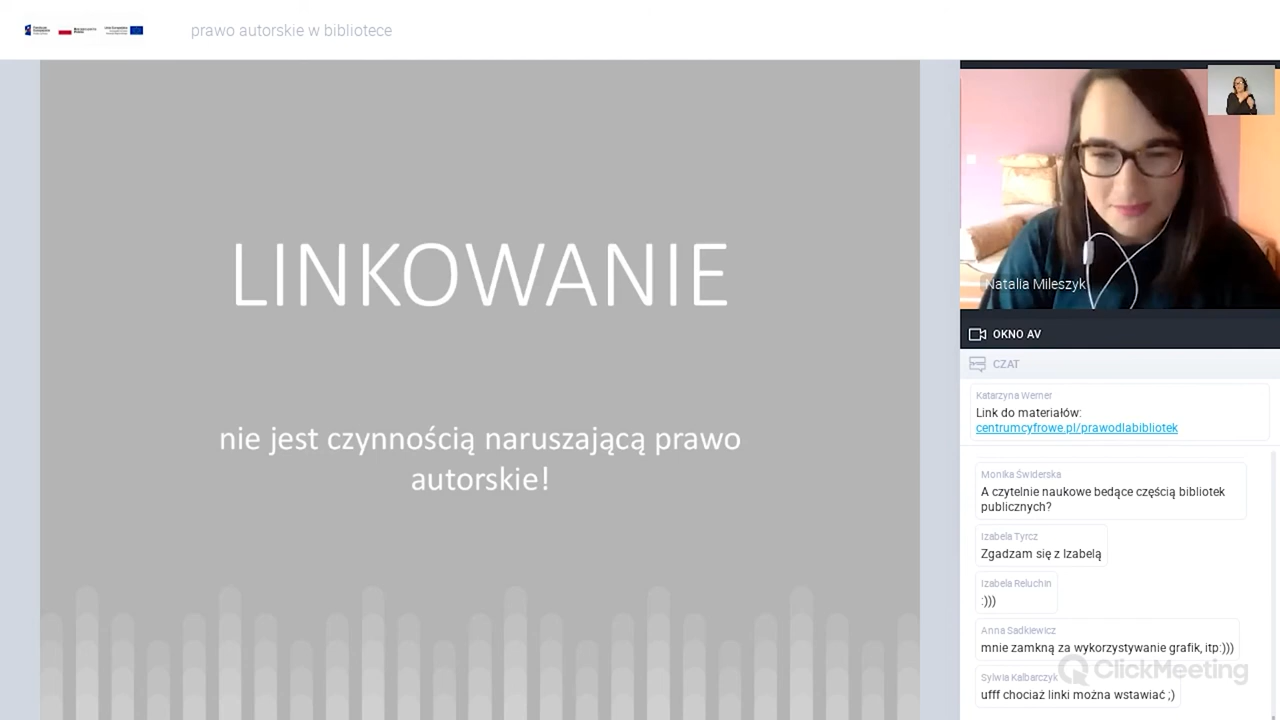 prawo autorskie w bibliotece
LINKOWANIE
nie jest czynnością naruszającą prawo
autorskie!
Natalia Mileszyk
OKNO AV
CZAT
Katarzyna Werner
Link do materiałów:
centrumcyfrowe.pl/prawodlabibliotek
Monika Świderska
A czytelnie naukowe bedące częścią bibliotek
publicznych?
Izabela Tyrcz
Zgadzam się z Izabelą
Izabela Reluchin
:)))
Anna Sadkiewicz
mnie zamkną za wykorzystywanie grafik, itp:)))
Sylwia Kalbarczyk
ufff chociaż linki można wstawiać ;)
ClickMeeting